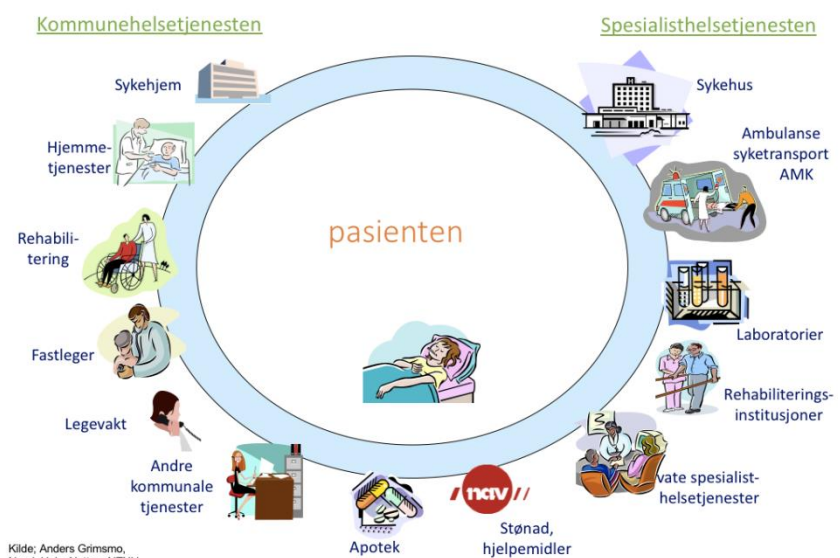 Kommunehelsetjenesten
Spesialisthelsetjenesten
Sykehjem
Hjemme-
tjenester
Rehabili-
tering
Fastleger
Legevakt
Andre
kommunale
tjenester
pasienten
Sykehus
Ambulanse
syketransport
AMK
Laboratorier
Rehabiliterings-
institusjoner
vate spesialist-
helsetjenester
Apotek
nav
Stønad,
hjelpemidler
Kilde; Anders Grimsmo,